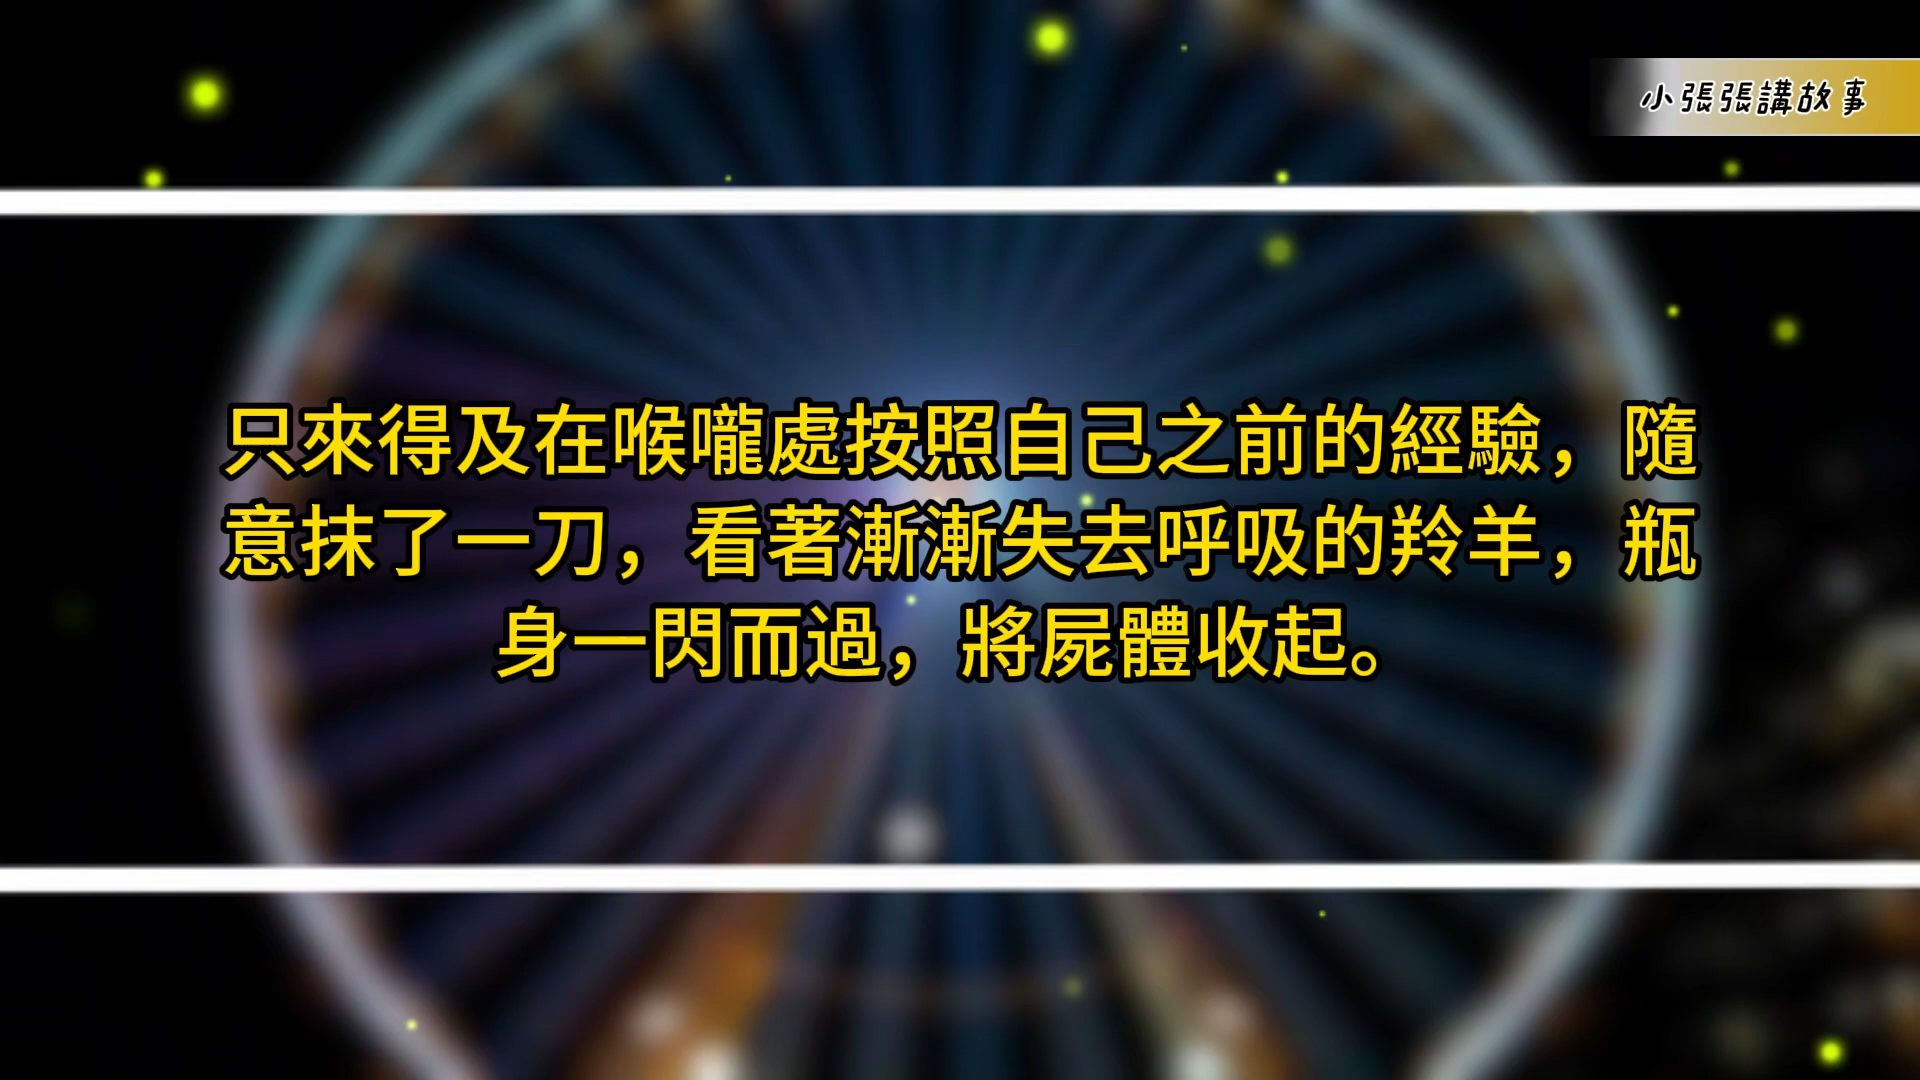 小張張講故事
只來得及在喉嚨處按照自己之前的經驗，隨
意抹了一刀，看著漸漸失去呼吸的羚羊，瓶
身一閃而過，將屍體收起。